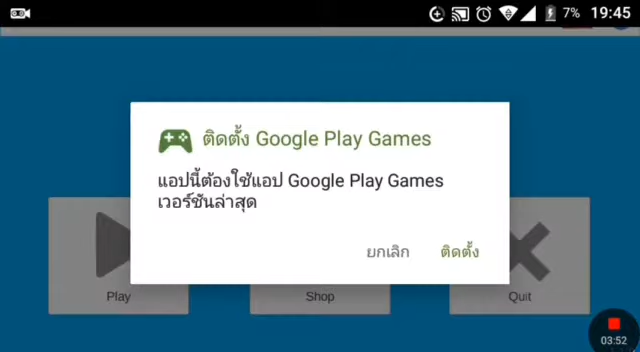 7% 19:45
ติดตั้ง Google Play Games
แอปนี้ต้องใช้แอป Google Play Games
เวอร์ชันล่าสุด
ยกเลิก ติดตั้ง
Play Shop Quit
03:52